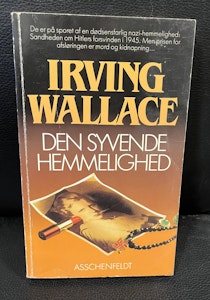 De er på sporet af en dødsensfarlig nazi-hemmelighed:
Sandheden om Hitlers forsvinden i 1945. Men prisen for
afsløringen er mord og kidnapning...
IRVING
WALLACE
DEN SYVENDE
HEMMELIGHED
ASSCHENFELDT